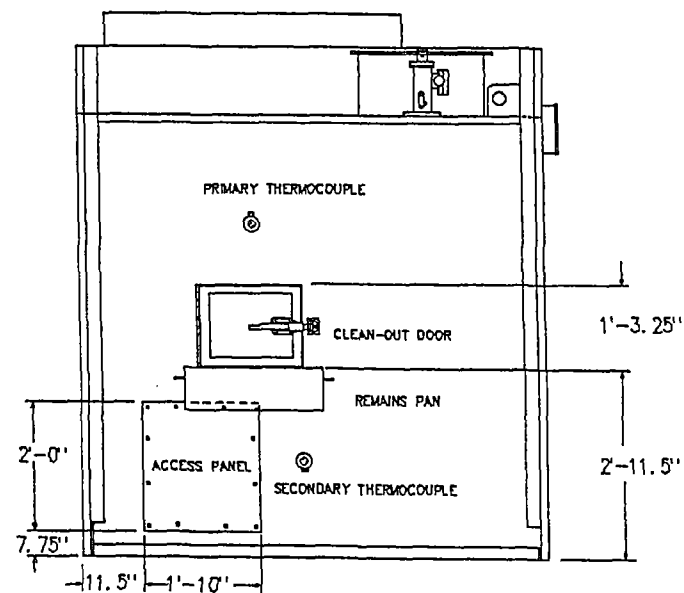 PRIMARY THERMOCOUPLE
1'-3.25"
CLEAN-OUT DOOR
REMAINS PAN
2'-0"
ACCESS PANEL
2'-11.5"
SECONDARY THERMOCOUPLE
7.75"
11.5"
1'-10"